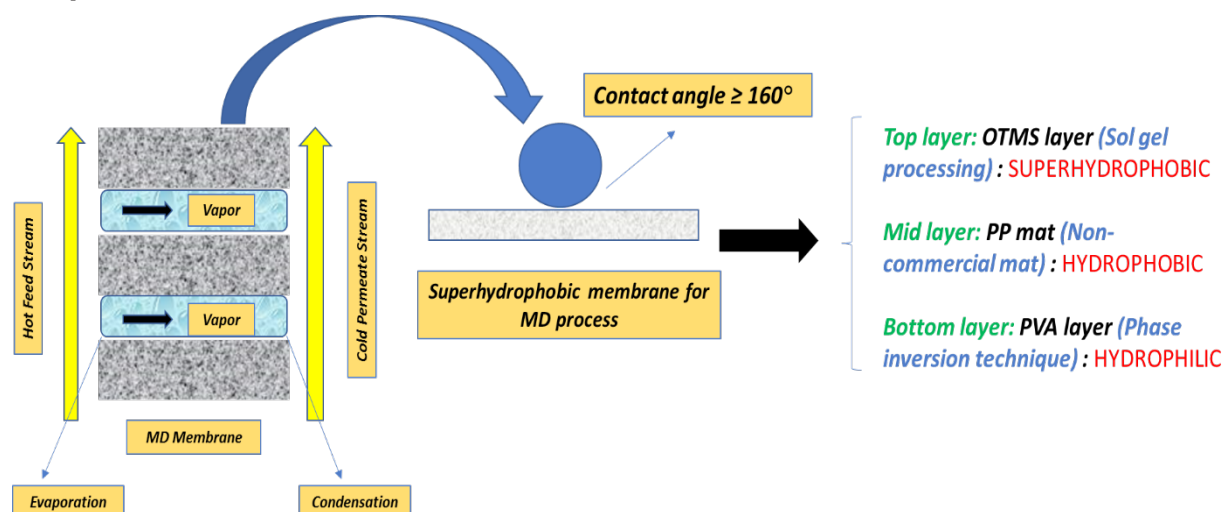 Hot Feed Stream
Vapor
Vapor
Cold Permeate Stream
MD Membrane
Evaporation
Condensation
Contact angle ≥ 160°
Superhydrophobic membrane for
MD process
Top layer: OTMS layer (Sol gel
processing) : SUPERHYDROPHOBIC
Mid layer: PP mat (Non-
commercial mat) : HYDROPHOBIC
Bottom layer: PVA layer (Phase
inversion technique) : HYDROPHILIC